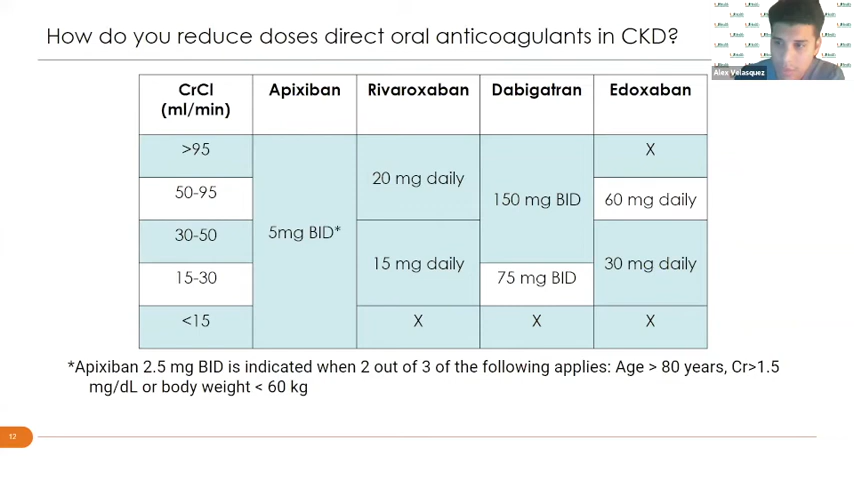 How do you reduce doses direct oral anticoagulants in CKD?
Alex Velasquez
CrCl (ml/min) Apixiban Rivaroxaban Dabigatran Edoxaban
>95 X
20 mg daily
50-95 150 mg BID 60 mg daily
30-50 5mg BID*
15 mg daily 30 mg daily
15-30 75 mg BID
<15 X X X
*Apixiban 2.5 mg BID is indicated when 2 out of 3 of the following applies: Age > 80 years, Cr>1.5
mg/dL or body weight < 60 kg
12